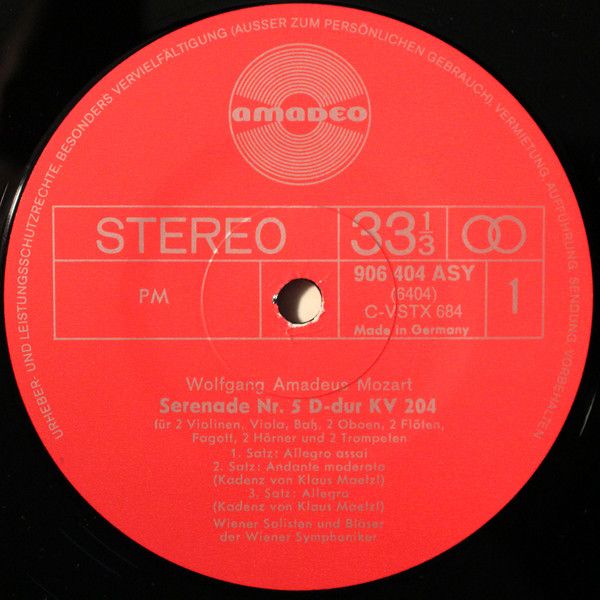 URHEBER- UND LEISTUNGSSCHUTZRECHTE, BESONDERS VERVIELFÄLTIGUNG (AUSSER ZUM PERSÖNLICHEN GEBRAUCH), VERMIETUNG, AUFFÜHRUNG, SENDUNG, VORBEHALTEN
amadeo
STEREO
33 1/3
906 404 ASY
(6404)
C-VSTX 684
Made in Germany
PM
1
Wolfgang Amadeus Mozart
Serenade Nr. 5 D-dur KV 204
für 2 Violinen, Viola, Baß, 2 Oboen, 2 Flöten,
Fagott, 2 Hörner und 2 Trompeten
1. Satz: Allegro assai
2. Satz: Andante moderato
(Kadenz von Klaus Maetzl)
3. Satz: Allegro
(Kadenz von Klaus Maetzl)
Wiener Solisten und Bläser
der Wiener Symphoniker